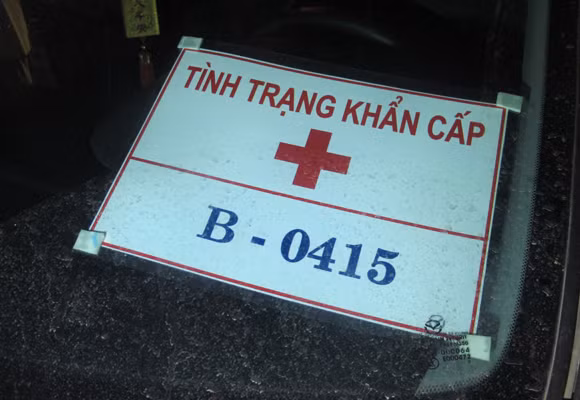 TÌNH TRẠNG KHẨN CẤP
B - 0415